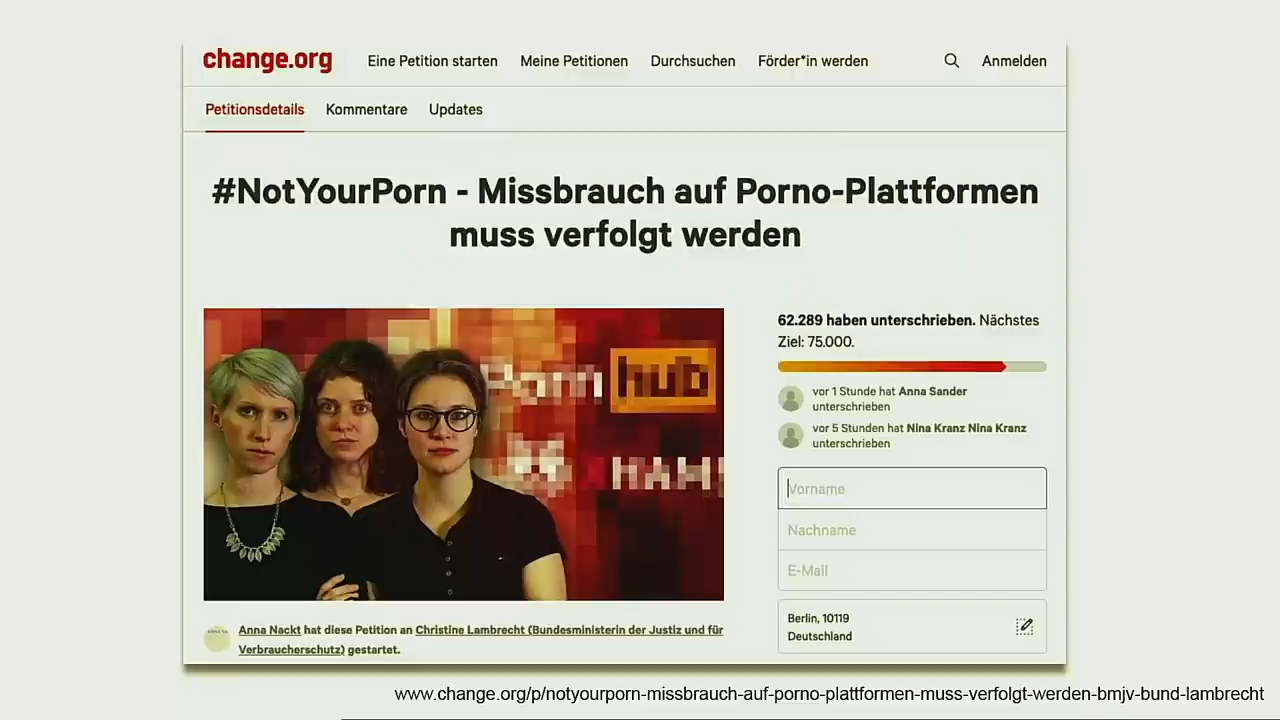 change.org Eine Petition starten Meine Petitionen Durchsuchen Förder*in werden Anmelden
Petitionsdetails Kommentare Updates
#NotYourPorn - Missbrauch auf Porno-Plattformen
muss verfolgt werden
Porn hub
XHAM
62.289 haben unterschrieben. Nächstes
Ziel: 75.000.
vor 1 Stunde hat Anna Sander
unterschrieben
vor 5 Stunden hat Nina Kranz Nina Kranz
unterschrieben
Vorname
Nachname
E-Mail
Berlin, 10119
Deutschland
Anna Nackt hat diese Petition an Christine Lambrecht (Bundesministerin der Justiz und für
Verbraucherschutz) gestartet.
www.change.org/p/notyourporn-missbrauch-auf-porno-plattformen-muss-verfolgt-werden-bmjv-bund-lambrecht